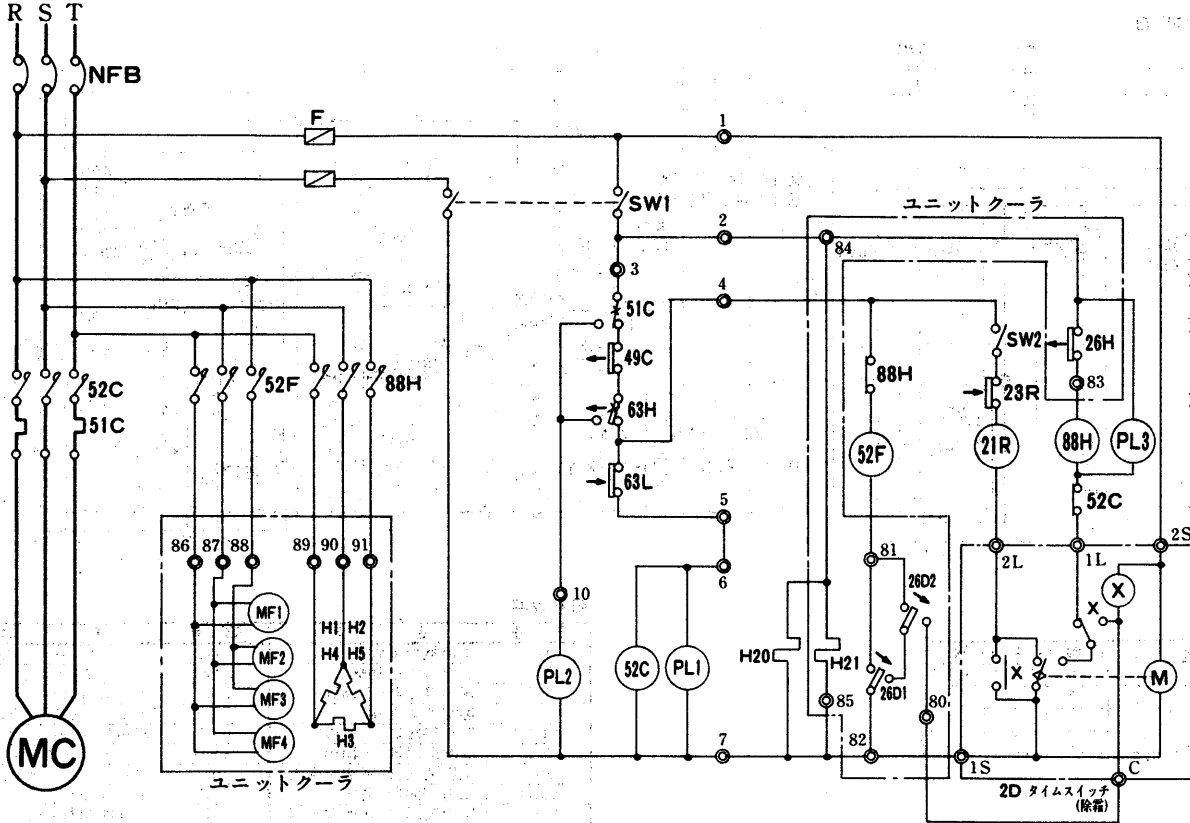 R S T
NFB
F
1
SW1
ユニットクーラ
2
84
3
4
51C
SW2
26H
49C
88H
83
52C
52F
88H
23R
63H
51C
52F
21R
88H
PL3
63L
52C
5
2S
86 87 88 89 90 91
81
2L
1L
6
26D2
X
10
MF1
X
H1 H2
MF2
H4 H5
H20
H21
PL2
52C
PL1
X
M
26D1
MF3
85
80
H3
MF4
7
82
MC
1S
C
ユニットクーラ
2D タイムスイッチ
(除霜)